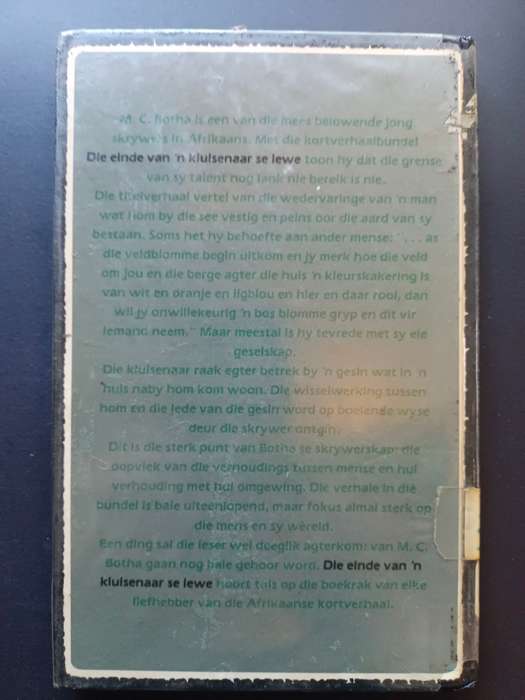 M. C. Botha is een van die mees belowende jong
skrywers in Afrikaans. Met die kortverhaalbundel
Die einde van 'n kluisenaar se lewe toon hy dat die grense
van sy talent nog lank nie bereik is nie.
Die titelverhaal vertel van die wedervaringe van 'n man
wat hom by die see vestig en peins oor die aard van sy
bestaan. Soms het hy behoefte aan ander mense: ". . . as
die veldblomme begin uitkom en jy merk hoe die veld
om jou en die berge agter die huis 'n kleurskakering is
van wit en oranje en ligblou en hier en daar rooi, dan
wil jy onwillekeurig 'n bos blomme gryp en dit vir
iemand neem." Maar meestal is hy tevrede met sy eie
geselskap.
Die kluisenaar raak egter betrek by 'n gesin wat in 'n
huis naby hom kom woon. Die wisselwerking tussen
hom en die lede van die gesin word op boeiende wyse
deur die skrywer ontgin.
Dit is die sterk punt van Botha se skrywerskap: die
oopvlek van die verhoudings tussen mense en hul
verhouding met hul omgewing. Die verhale in die
bundel is baie uiteenlopend, maar fokus almal sterk op
die mens en sy wêreld.
Een ding sal die leser wel deeglik agterkom: van M. C.
Botha gaan nog baie gehoor word. Die einde van 'n
kluisenaar se lewe hoort tuis op die boekrak van elke
liefhebber van die Afrikaanse kortverhaal.